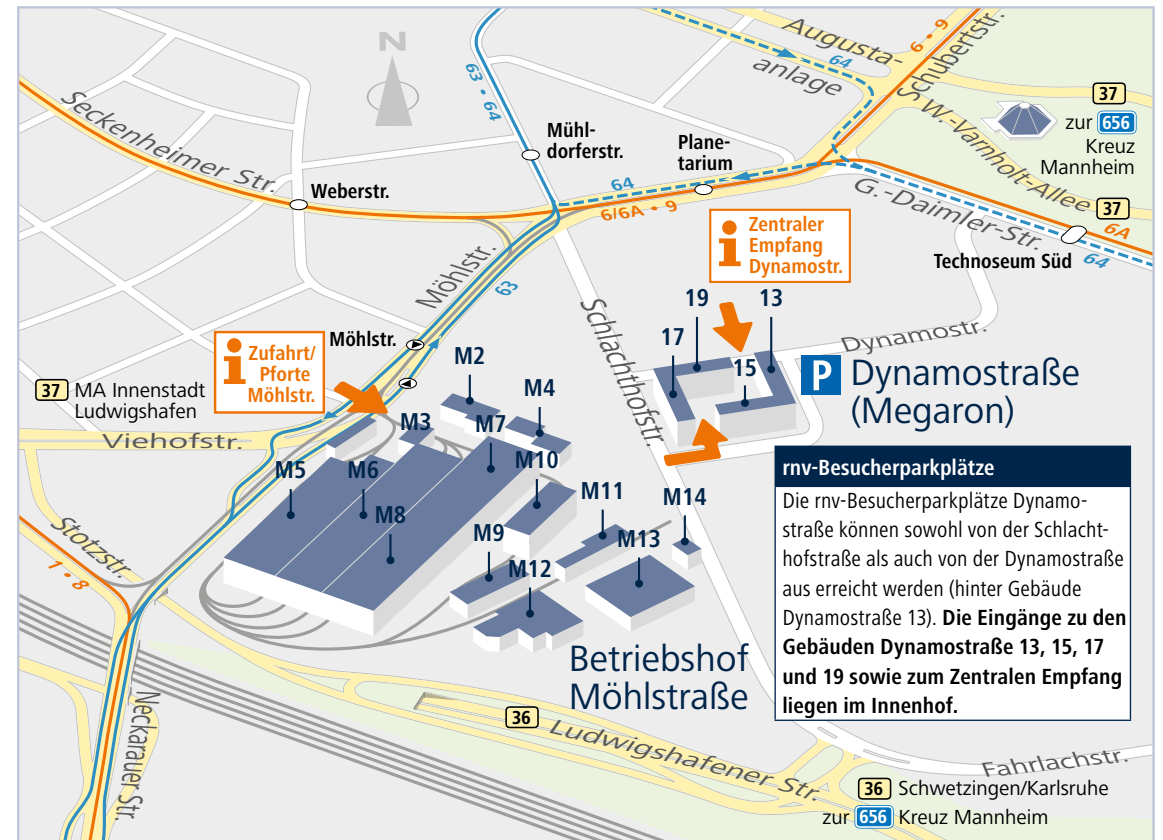 Augusta-
anlage
64
6 • 9
Schubertstr.
37
zur 656
Kreuz
Mannheim
W.-Varnholt-Allee
37
6A
G.-Daimler-Str.
64
Technoseum Süd
N
63 • 64
Mühl-
dorferstr.
Plane-
tarium
Seckenheimer Str.
Weberstr.
64
6/6A • 9
Zentraler
Empfang
Dynamostr.
Möhlstr.
63
Schlachthofstr.
19
13
17
15
Dynamostr.
P Dynamostraße
(Megaron)
Möhlstr.
Zufahrt/
Pforte
Möhlstr.
37 MA Innenstadt
Ludwigshafen
Viehofstr.
M2
M4
M3
M7
M5
M6
M10
M8
M11
M14
M9
M13
M12
Stotzstr.
1 • 8
Betriebshof
Möhlstraße
rnv-Besucherparkplätze
Die rnv-Besucherparkplätze Dynamo-
straße können sowohl von der Schlacht-
hofstraße als auch von der Dynamostraße
aus erreicht werden (hinter Gebäude
Dynamostraße 13). Die Eingänge zu den
Gebäuden Dynamostraße 13, 15, 17
und 19 sowie zum Zentralen Empfang
liegen im Innenhof.
Neckarauer Str.
36
Ludwigshafener Str.
Fahrlachstr.
36 Schwetzingen/Karlsruhe
zur 656 Kreuz Mannheim